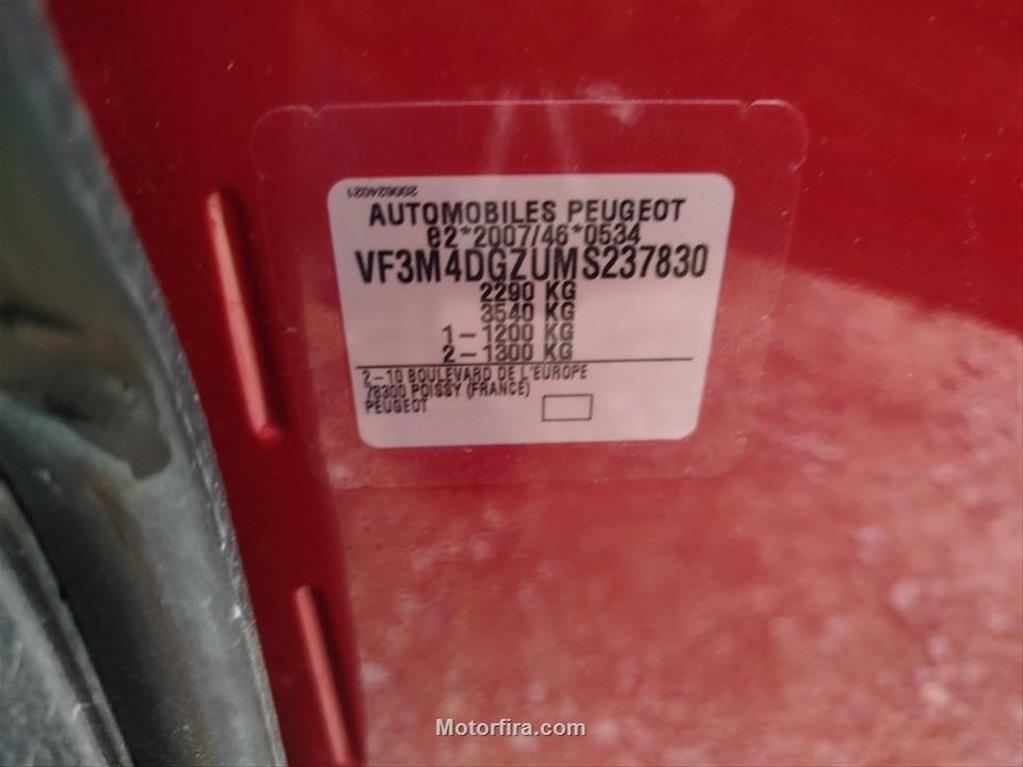 200624021
AUTOMOBILES PEUGEOT
e2*2007/46*0534
VF3M4DGZUMS237830
2290 KG
3540 KG
1-1200 KG
2-1300 KG
2-10 BOULEVARD DE L'EUROPE
78300 POISSY (FRANCE)
PEUGEOT
Motorfira.com